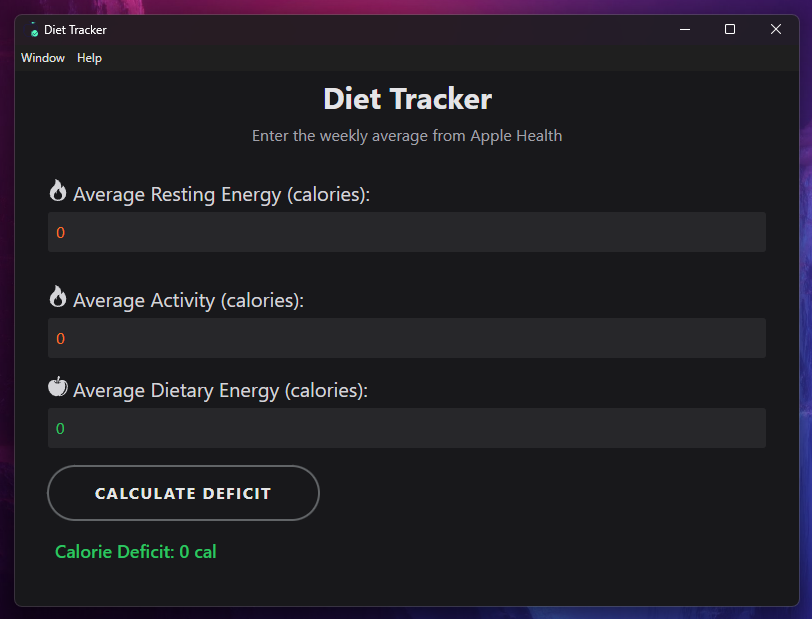 Diet Tracker
Window Help
Diet Tracker
Enter the weekly average from Apple Health
Average Resting Energy (calories):
0
Average Activity (calories):
0
Average Dietary Energy (calories):
0
CALCULATE DEFICIT
Calorie Deficit: 0 cal